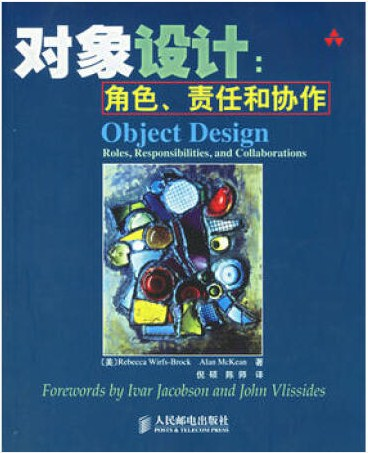 对象设计:
角色、责任和协作
Object Design
Roles, Responsibilities, and Collaborations
〔美〕Rebecca Wirfs-Brock Alan McKean 著
倪硕 陈师 译
Forewords by Ivar Jacobson and John Vlissides
人民邮电出版社
POSTS & TELECOM PRESS